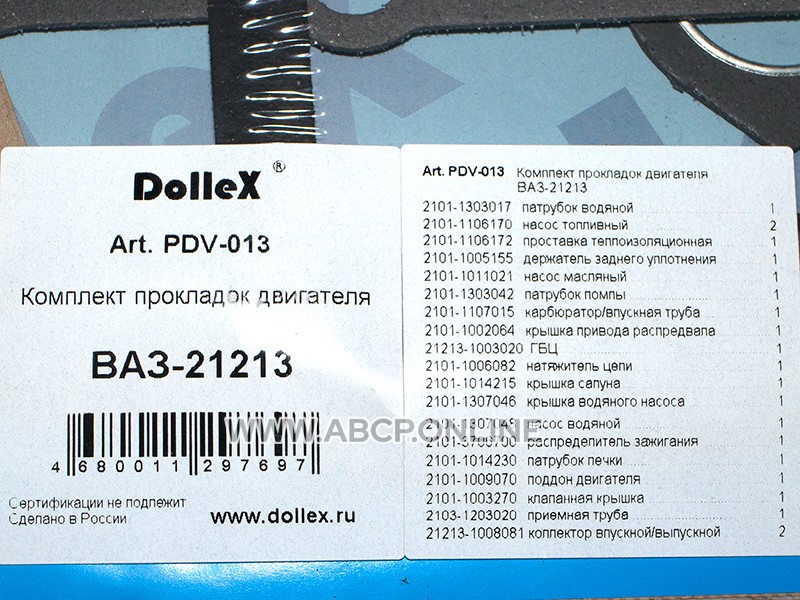 DolleX ®
Art. PDV-013
Комплект прокладок двигателя
ВАЗ-21213
4 680011 297697
Сертификации не подлежит
Сделано в России
www.dollex.ru
Art. PDV-013 Комплект прокладок двигателя
ВАЗ-21213
2101-1303017 патрубок водяной 1
2101-1106170 насос топливный 2
2101-1106172 проставка теплоизоляционная 1
2101-1005155 держатель заднего уплотнения 1
2101-1011021 насос масляный 1
2101-1303042 патрубок помпы 1
2101-1107015 карбюратор/впускная труба 1
2101-1002064 крышка привода распредвала 1
21213-1003020 ГБЦ 1
2101-1006082 натяжитель цепи 1
2101-1014215 крышка сапуна 1
2101-1307046 крышка водяного насоса 1
2101-1307048 насос водяной 1
распределитель зажигания 1
2101-1014230 патрубок печки 1
2101-1009070 поддон двигателя 1
2101-1003270 клапанная крышка 1
2103-1203020 приемная труба 1
21213-1008081 коллектор впускной/выпускной 2
WWW.ABCP.ONLINE